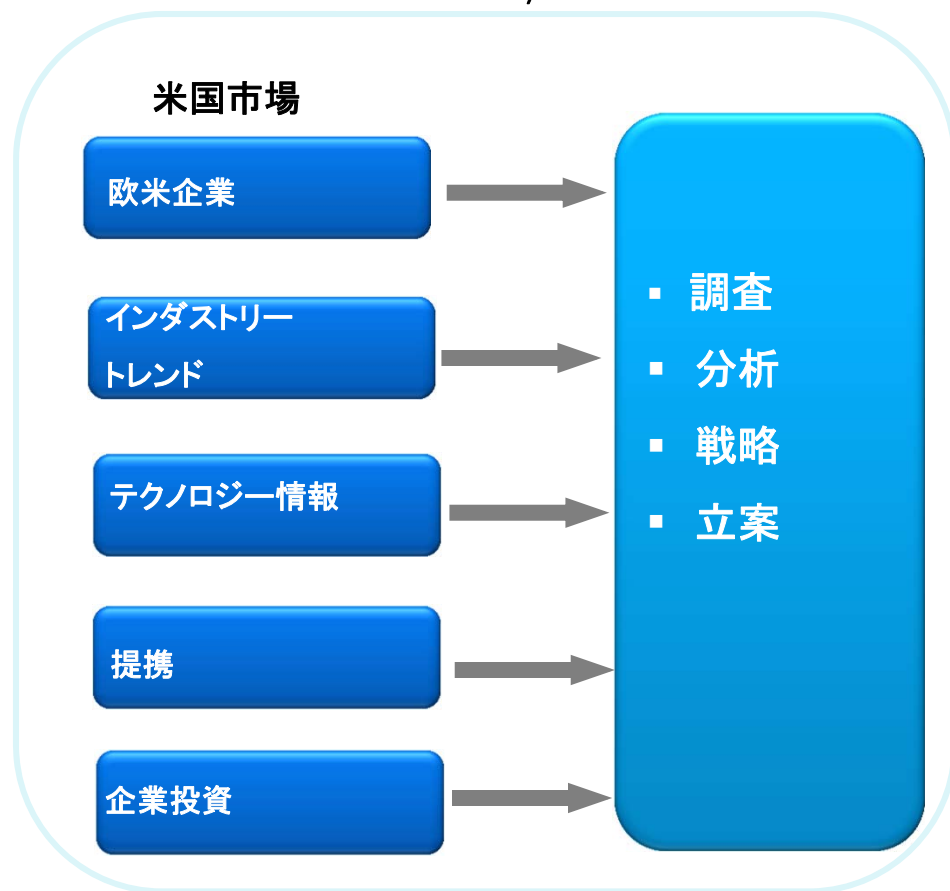 米国市場
欧米企業
インダストリー
トレンド
テクノロジー情報
提携
企業投資
▪ 調査
▪ 分析
▪ 戦略
▪ 立案